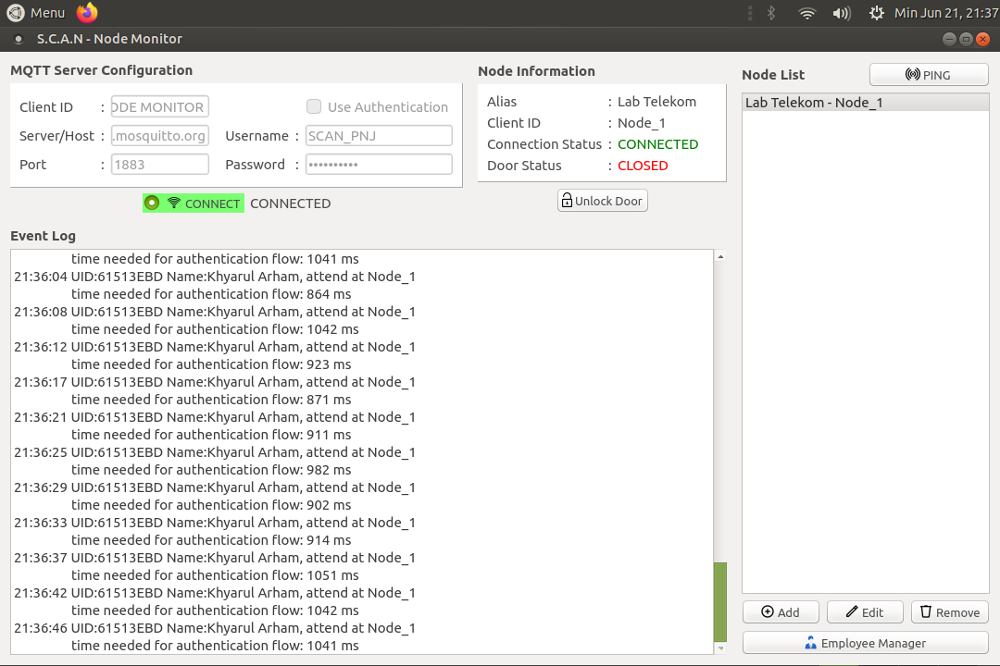 Menu
Min Jun 21, 21:37
S.C.A.N - Node Monitor
MQTT Server Configuration
Client ID : ODE MONITOR
Use Authentication
Server/Host : .mosquitto.org
Username : SCAN_PNJ
Port : 1883
Password : ••••••••••
CONNECT CONNECTED
Node Information
Alias : Lab Telekom
Client ID : Node_1
Connection Status : CONNECTED
Door Status : CLOSED
Unlock Door
Node List
PING
Lab Telekom - Node_1
Event Log
time needed for authentication flow: 1041 ms
21:36:04 UID:61513EBD Name:Khyarul Arham, attend at Node_1
time needed for authentication flow: 864 ms
21:36:08 UID:61513EBD Name:Khyarul Arham, attend at Node_1
time needed for authentication flow: 1042 ms
21:36:12 UID:61513EBD Name:Khyarul Arham, attend at Node_1
time needed for authentication flow: 923 ms
21:36:17 UID:61513EBD Name:Khyarul Arham, attend at Node_1
time needed for authentication flow: 871 ms
21:36:21 UID:61513EBD Name:Khyarul Arham, attend at Node_1
time needed for authentication flow: 911 ms
21:36:25 UID:61513EBD Name:Khyarul Arham, attend at Node_1
time needed for authentication flow: 982 ms
21:36:29 UID:61513EBD Name:Khyarul Arham, attend at Node_1
time needed for authentication flow: 902 ms
21:36:33 UID:61513EBD Name:Khyarul Arham, attend at Node_1
time needed for authentication flow: 914 ms
21:36:37 UID:61513EBD Name:Khyarul Arham, attend at Node_1
time needed for authentication flow: 1051 ms
21:36:42 UID:61513EBD Name:Khyarul Arham, attend at Node_1
time needed for authentication flow: 1042 ms
21:36:46 UID:61513EBD Name:Khyarul Arham, attend at Node_1
time needed for authentication flow: 1041 ms
Add
Edit
Remove
Employee Manager